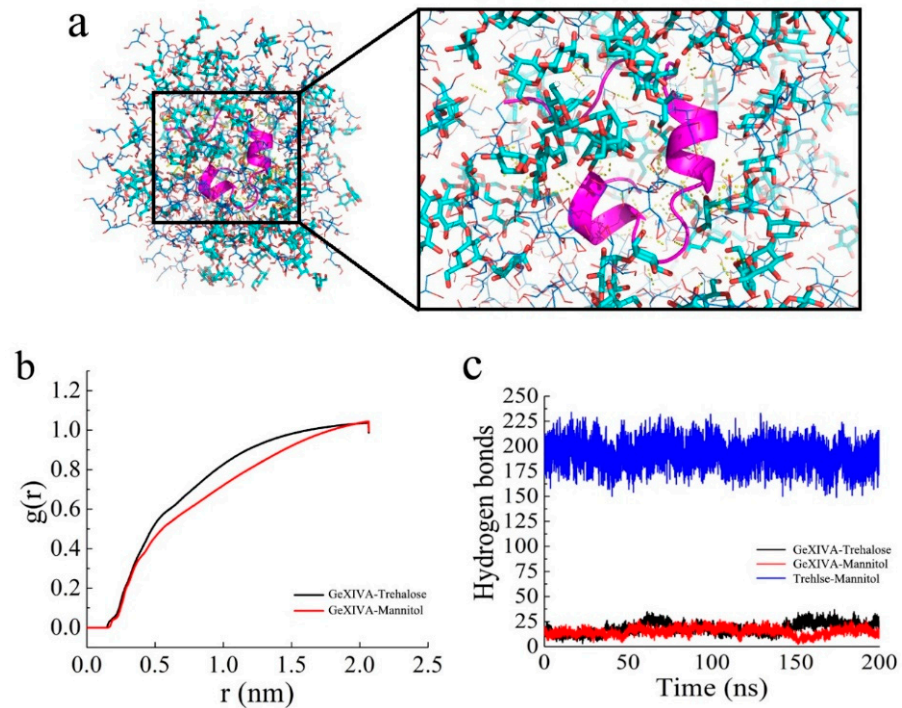 a
b
1.2
1.0
0.8
0.6
0.4
0.2
0.0
g(r)
GeXIVA-Trehalose
GeXIVA-Mannitol
0.0 0.5 1.0 1.5 2.0 2.5
r (nm)
c
250
225
200
175
150
125
100
75
50
25
0
Hydrogen bonds
GeXIVA-Trehalose
GeXIVA-Mannitol
Trehlse-Mannitol
0 50 100 150 200
Time (ns)